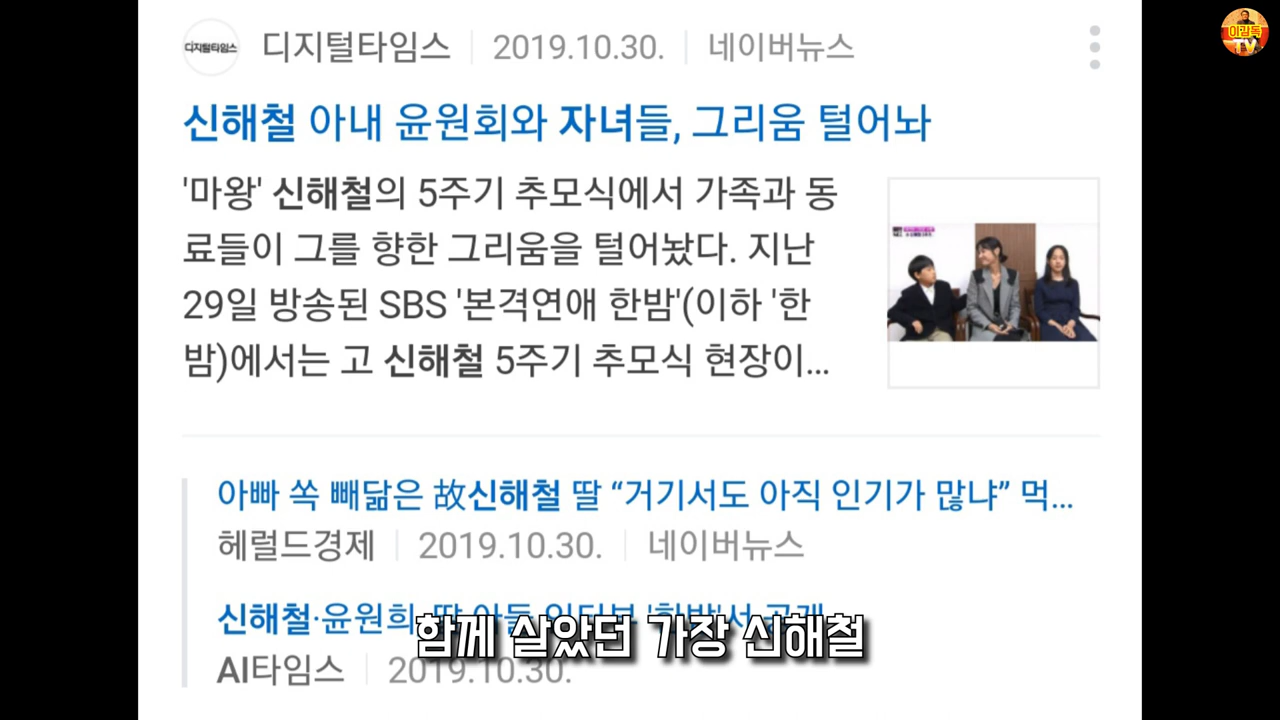 이감독
TV
디지털타임스
디지털타임스 2019.10.30. 네이버뉴스
신해철 아내 윤원회와 자녀들, 그리움 털어놔
'마왕' 신해철의 5주기 추모식에서 가족과 동
료들이 그를 향한 그리움을 털어놨다. 지난
29일 방송된 SBS '본격연애 한밤'(이하 '한
밤)에서는 고 신해철 5주기 추모식 현장이...
아빠 쏙 빼닮은 故신해철 딸 “거기서도 아직 인기가 많냐” 먹...
헤럴드경제 2019.10.30. 네이버뉴스
신해철·윤원희
함께 살았던 가장 신해철
AI타임스 2019.10.30.